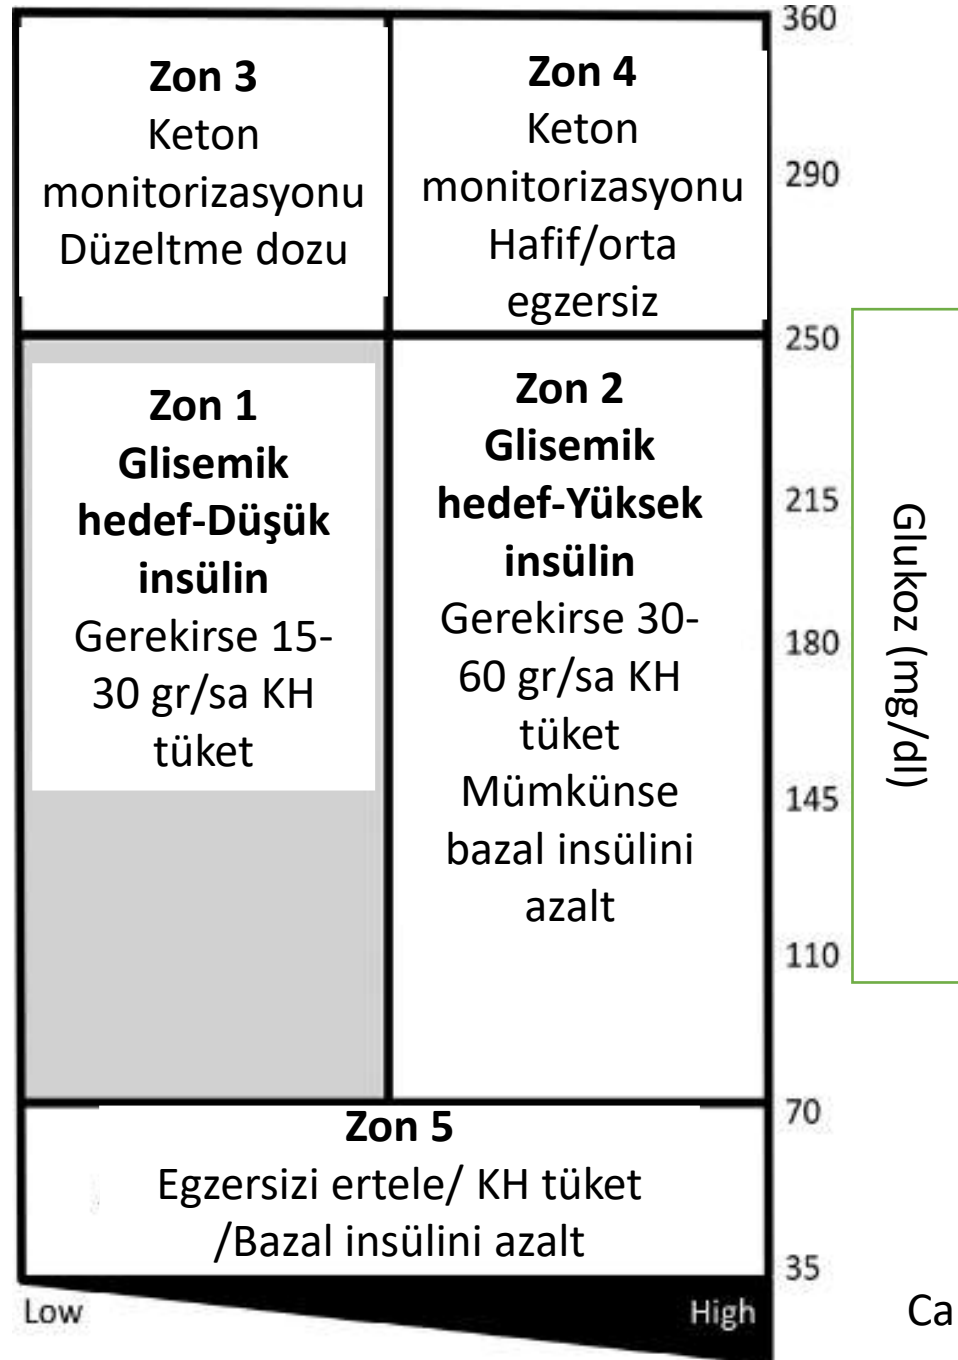 360
Zon 3
Keton
monitorizasyonu
Düzeltme dozu
Zon 4
Keton
monitorizasyonu
Hafif/orta
egzersiz
290
250
Zon 1
Glisemik
hedef-Düşük
insülin
Gerekirse 15-
30 gr/sa KH
tüket
Zon 2
Glisemik
hedef-Yüksek
insülin
Gerekirse 30-
60 gr/sa KH
tüket
Mümkünse
bazal insülini
azalt
215
180
145
110
Glukoz (mg/dl)
70
Zon 5
Egzersizi ertele/ KH tüket
/Bazal insülini azalt
35
Low
High
Ca